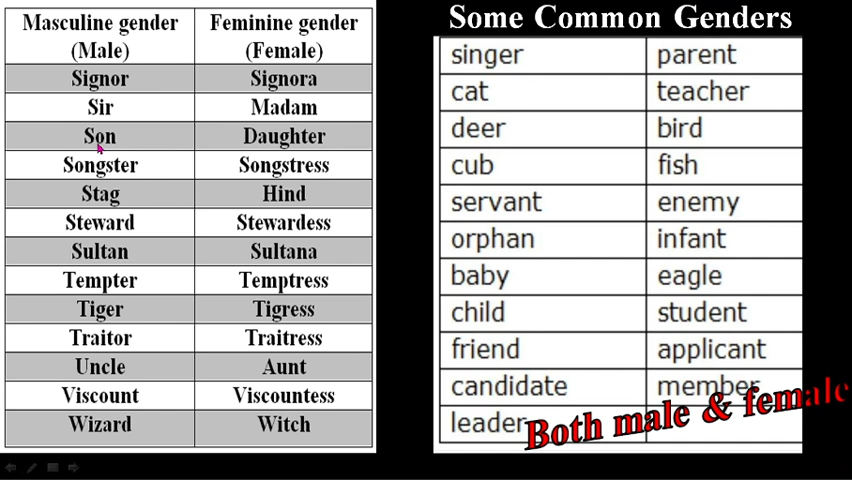 Masculine gender Feminine gender
(Male) (Female)
Signor Signora
Sir Madam
Son Daughter
Songster Songstress
Stag Hind
Steward Stewardess
Sultan Sultana
Tempter Temptress
Tiger Tigress
Traitor Traitress
Uncle Aunt
Viscount Viscountess
Wizard Witch
Some Common Genders
singer parent
cat teacher
deer bird
cub fish
servant enemy
orphan infant
baby eagle
child student
friend applicant
candidate member
leader
Both male & female